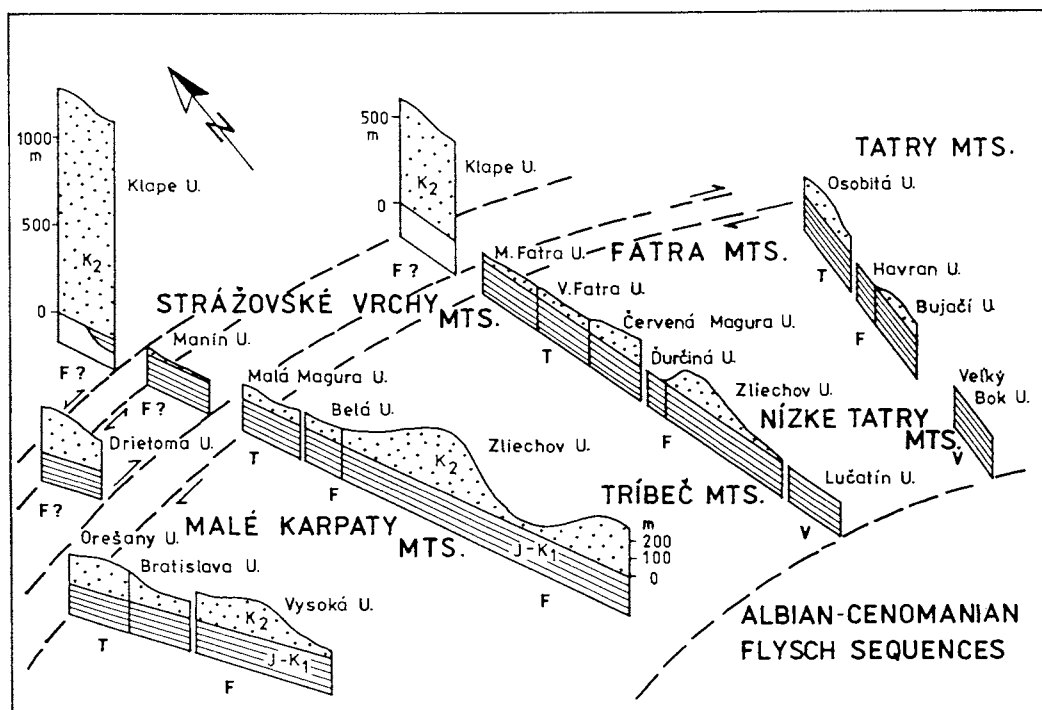 N
1000
m
500
0
Klape U.
K2
F?
500
0
Klape U.
K2
F?
TATRY MTS.
Osobitá U.
T
Havran U.
Bujačí U.
F
FATRA MTS.
M. Fatra U.
V. Fatra U.
Červená Magura U.
T
Ďurčiná U.
Zliechov U.
F
STRÁŽOVSKÉ VRCHY
MTS.
Manín U.
F?
Drietoma U.
F?
Malá Magura U.
T
Belá U.
Zliechov U.
K2
J-K1
F
F
m
200
100
0
NÍZKE TATRY
MTS.
Veľký
Bok U.
V
Lučatín U.
V
TRÍBEČ MTS.
MALÉ KARPATY
MTS.
Orešany U.
Bratislava U.
T
Vysoká U.
K2
J-K1
F
ALBIAN-CENOMANIAN
FLYSCH SEQUENCES